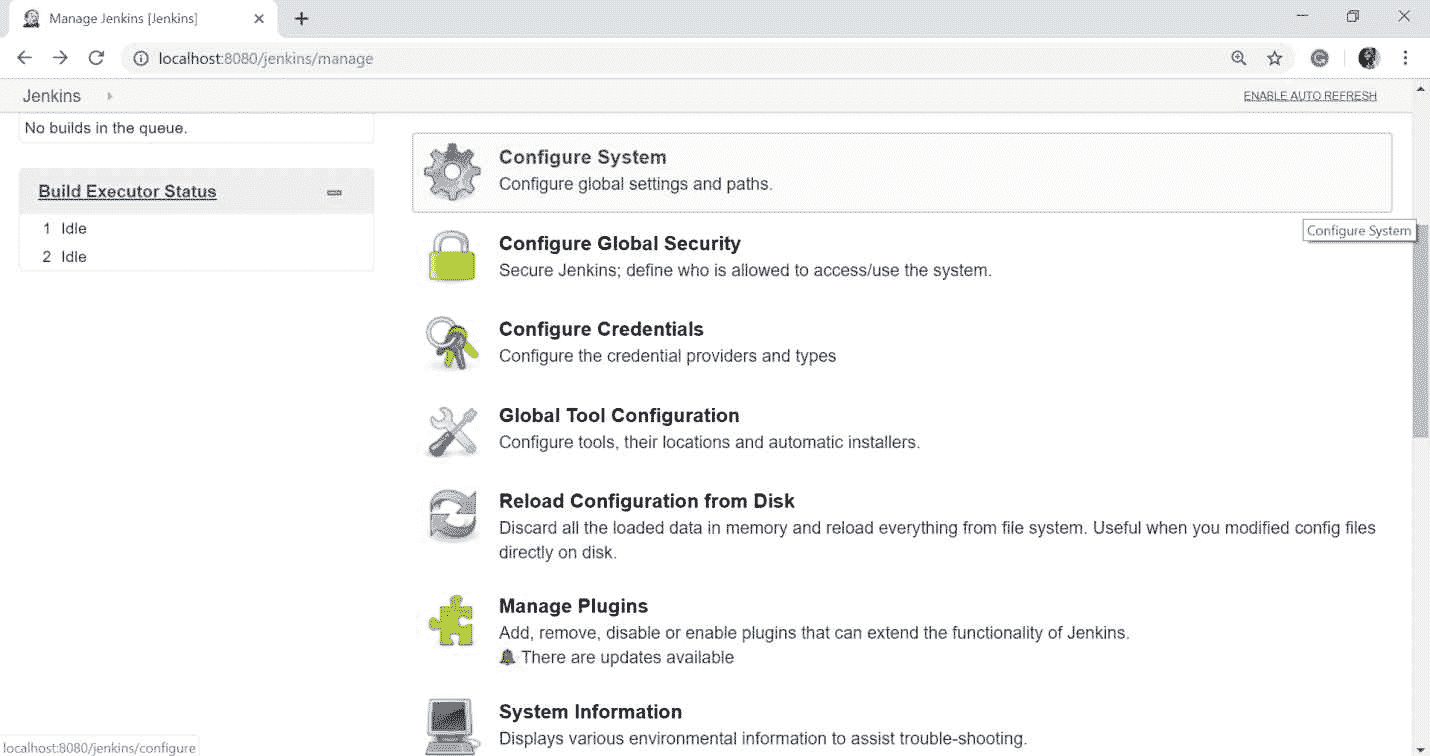 Manage Jenkins [Jenkins]
localhost:8080/jenkins/manage
Jenkins
ENABLE AUTO REFRESH
No builds in the queue.
Build Executor Status
1 Idle
2 Idle
Configure System
Configure global settings and paths.
Configure System
Configure Global Security
Secure Jenkins; define who is allowed to access/use the system.
Configure Credentials
Configure the credential providers and types
Global Tool Configuration
Configure tools, their locations and automatic installers.
Reload Configuration from Disk
Discard all the loaded data in memory and reload everything from file system. Useful when you modified config files
directly on disk.
Manage Plugins
Add, remove, disable or enable plugins that can extend the functionality of Jenkins.
There are updates available
System Information
Displays various environmental information to assist trouble-shooting.
localhost:8080/jenkins/configure